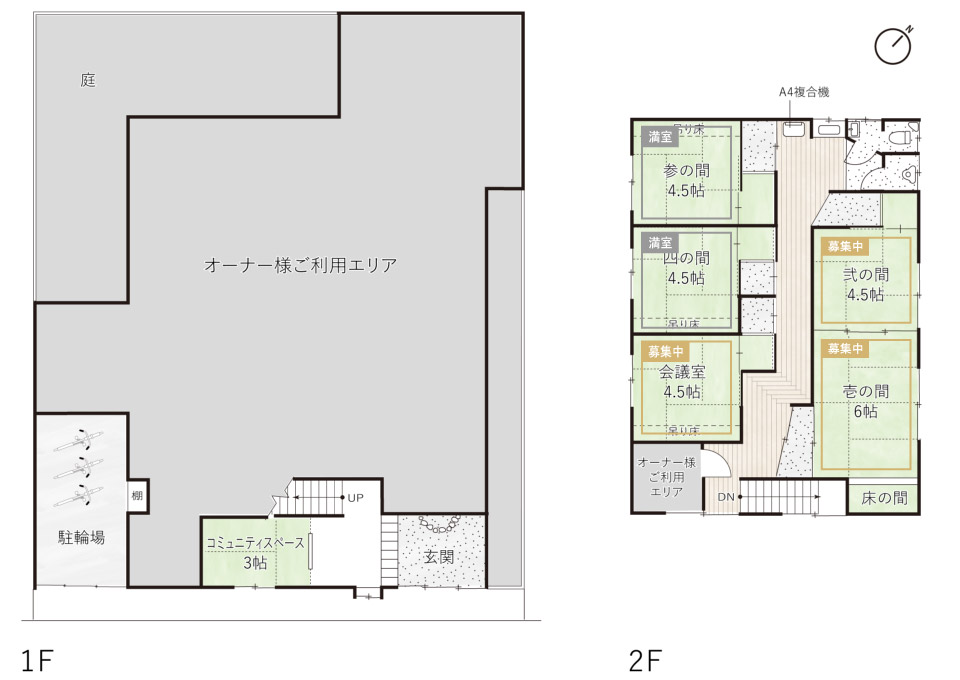 庭
オーナー様ご利用エリア
棚
駐輪場
UP
コミュニティスペース
3帖
玄関
1F
N
A4複合機
吊り床
満室
参の間
4.5帖
満室
四の間
4.5帖
吊り床
募集中
会議室
4.5帖
吊り床
オーナー様
ご利用
エリア
DN
募集中
弐の間
4.5帖
募集中
壱の間
6帖
床の間
2F